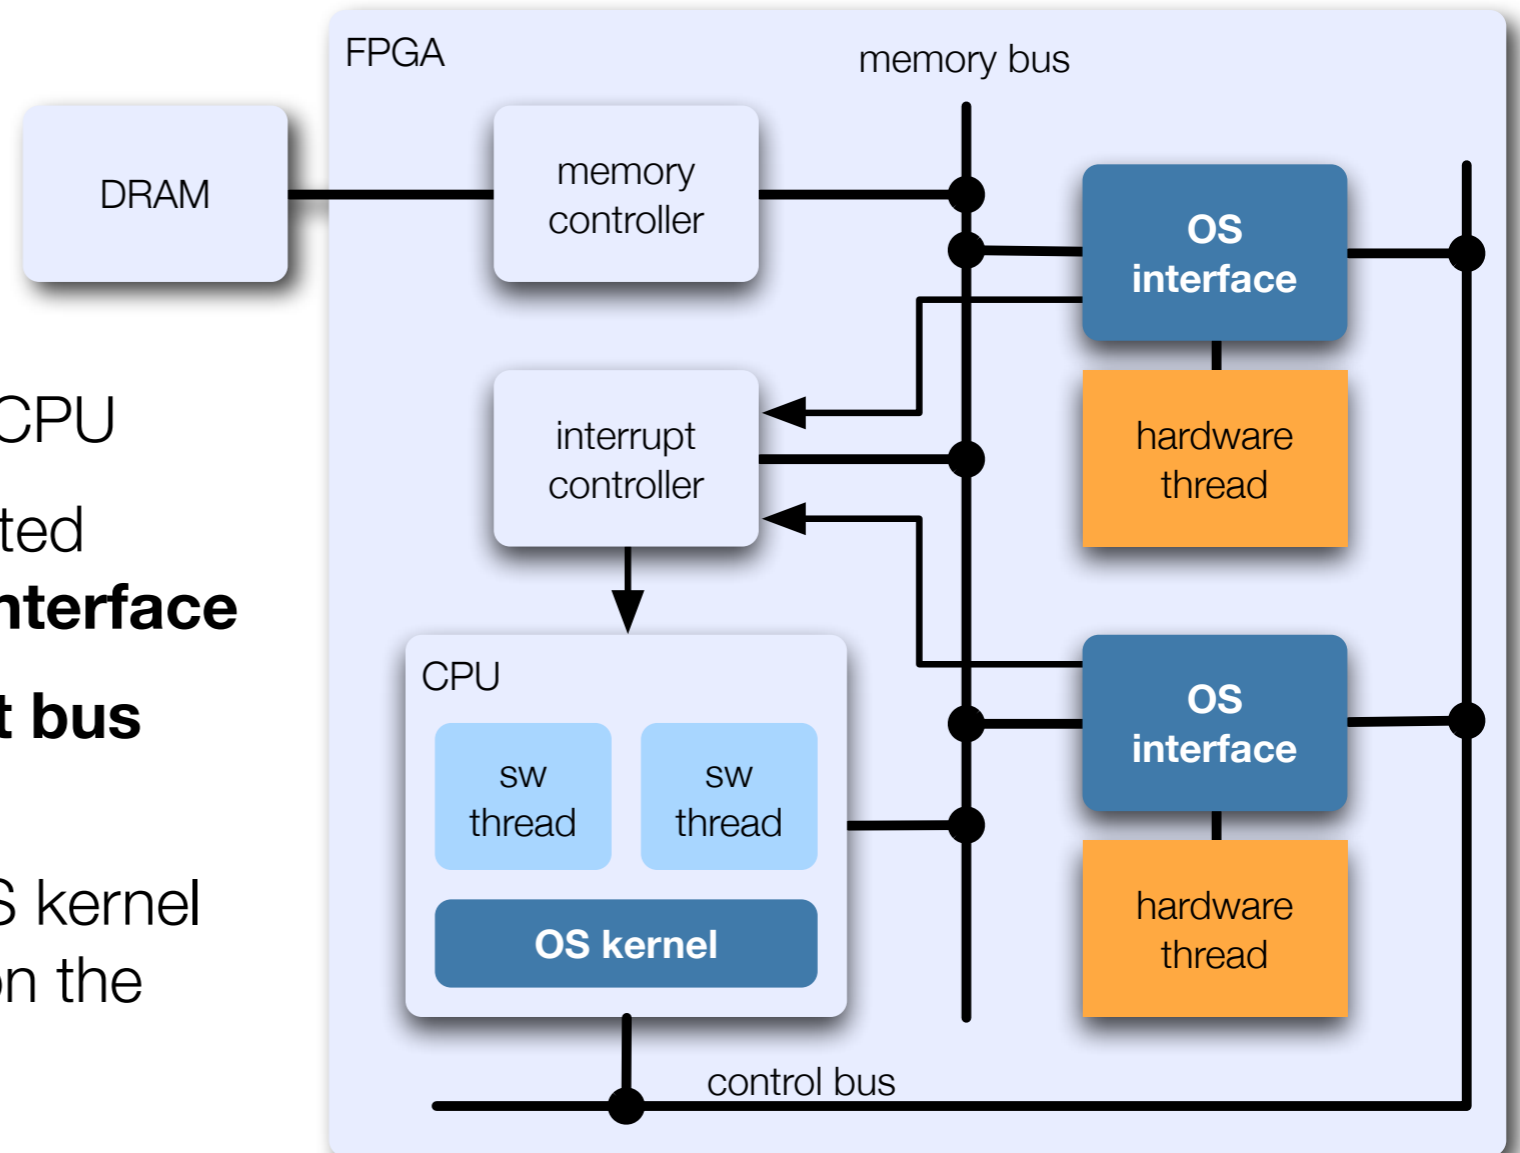 FPGA
memory bus
DRAM
memory
controller
OS
interface
CPU
ted
nterface
t bus
S kernel
on the
interrupt
controller
hardware
thread
CPU
sw
thread
sw
thread
OS kernel
OS
interface
hardware
thread
control bus